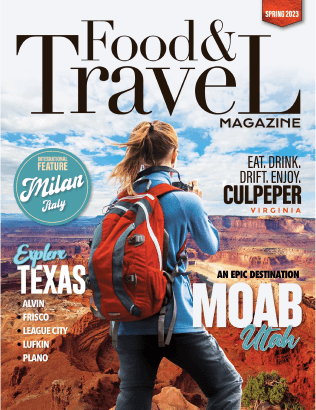 SPRING 2023
Food &
Travel
MAGAZINE
INTERNATIONAL
FEATURE
Milan
Italy
EAT. DRINK.
DRIFT. ENJOY.
CULPEPER
VIRGINIA
Explore
TEXAS
• ALVIN
• FRISCO
• LEAGUE CITY
• LUFKIN
• PLANO
AN EPIC DESTINATION
MOAB
Utah